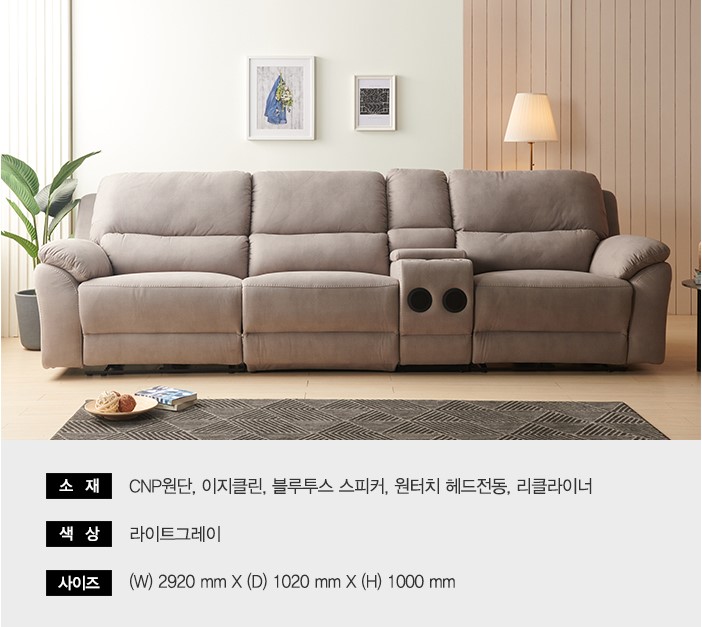 소 재 CNP원단, 이지클린, 블루투스 스피커, 원터치 헤드전동, 리클라이너
색 상 라이트그레이
사이즈 (W) 2920 mm X (D) 1020 mm X (H) 1000 mm